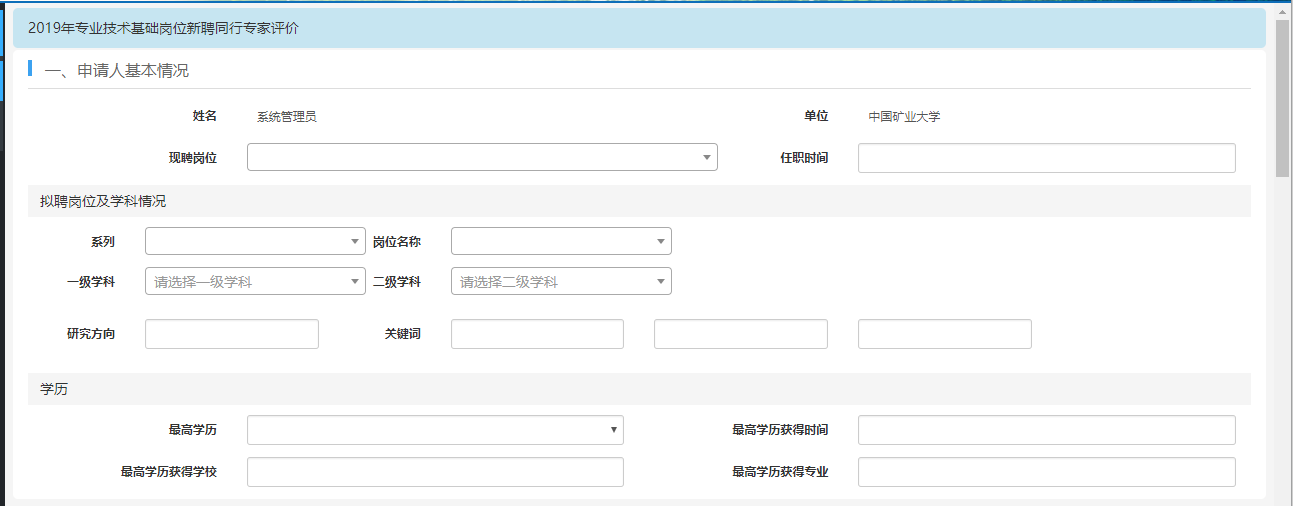 2019年专业技术基础岗位新聘同行专家评价
一、申请人基本情况
姓名 系统管理员 单位 中国矿业大学
现聘岗位 任职时间
拟聘岗位及学科情况
系列 岗位名称
一级学科 请选择一级学科 二级学科 请选择二级学科
研究方向 关键词
学历
最高学历 最高学历获得时间
最高学历获得学校 最高学历获得专业